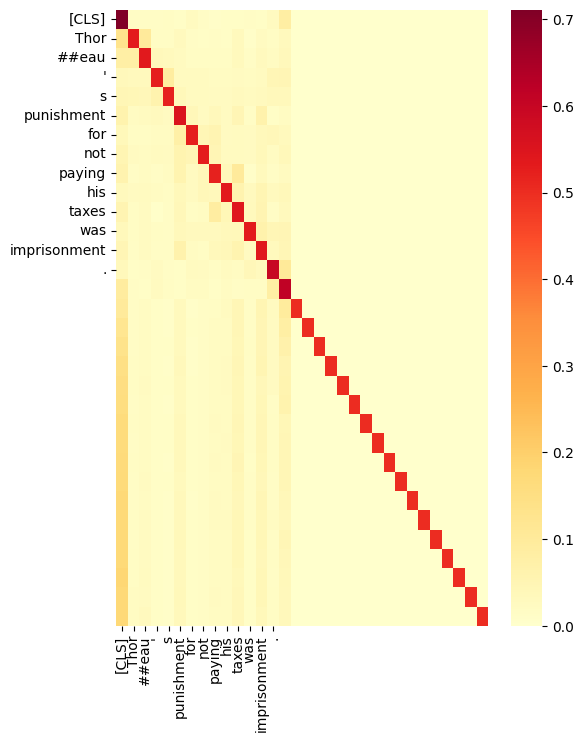 [CLS]
Thor
##eau
'
s
punishment
for
not
paying
his
taxes
was
imprisonment
.
0.7
0.6
0.5
0.4
0.3
0.2
0.1
0.0
[CLS]
Thor
##eau
'
s
punishment
for
not
paying
his
taxes
was
imprisonment
.